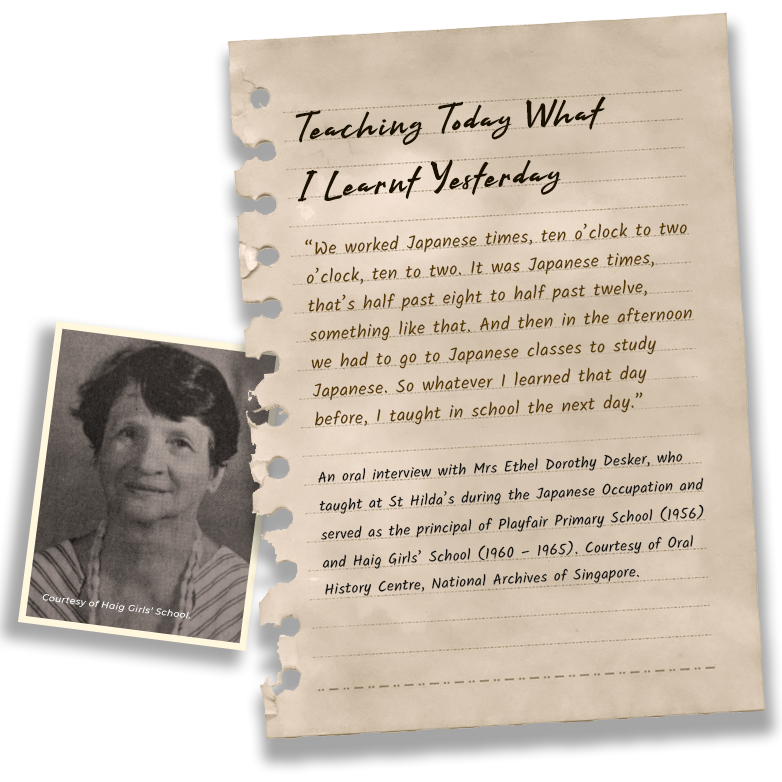 Teaching Today What
I Learnt Yesterday
“We worked Japanese times, ten o’clock to two
o’clock, ten to two. It was Japanese times,
that’s half past eight to half past twelve,
something like that. And then in the afternoon
we had to go to Japanese classes to study
Japanese. So whatever I learned that day
before, I taught in school the next day.”
An oral interview with Mrs Ethel Dorothy Desker, who
taught at St Hilda’s during the Japanese Occupation and
served as the principal of Playfair Primary School (1956)
and Haig Girls’ School (1960 – 1965). Courtesy of Oral
History Centre, National Archives of Singapore.
Courtesy of Haig Girls' School.